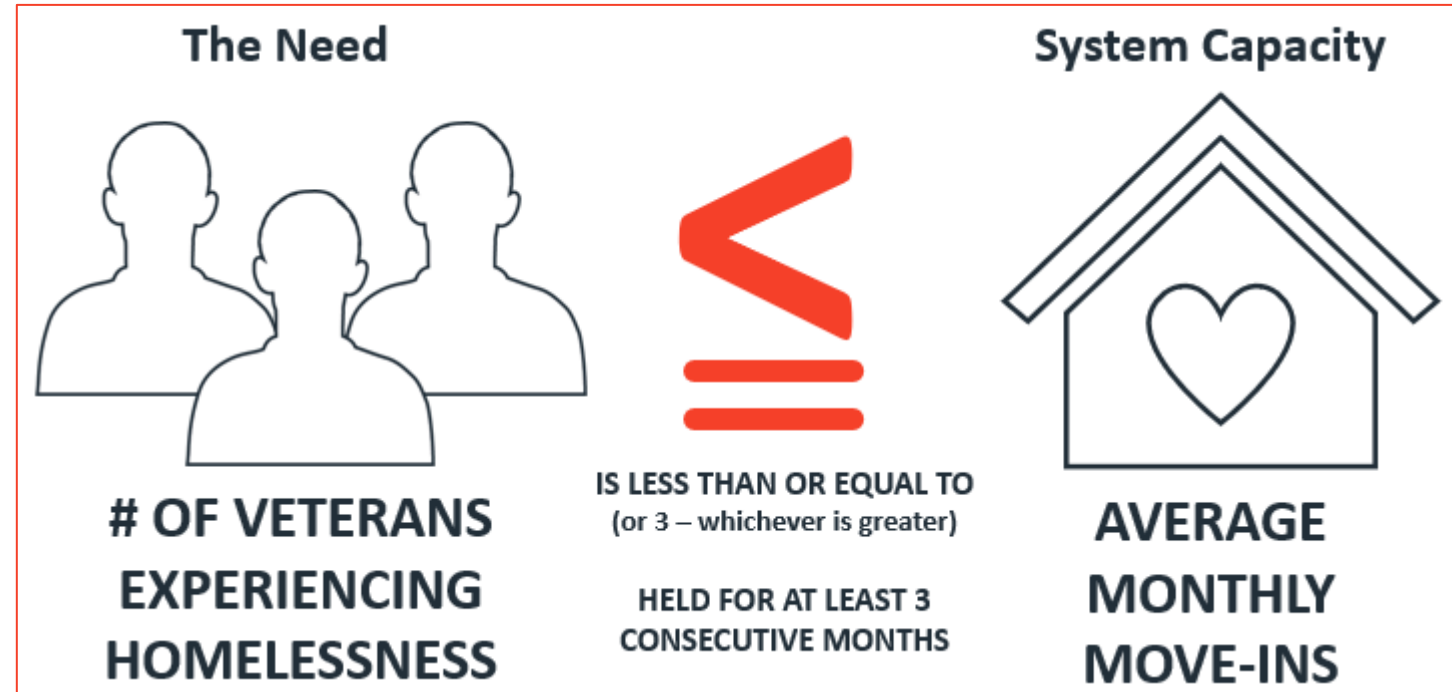 The Need
# OF VETERANS
EXPERIENCING
HOMELESSNESS
IS LESS THAN OR EQUAL TO
(or 3 – whichever is greater)
HELD FOR AT LEAST 3
CONSECUTIVE MONTHS
System Capacity
AVERAGE
MONTHLY
MOVE-INS